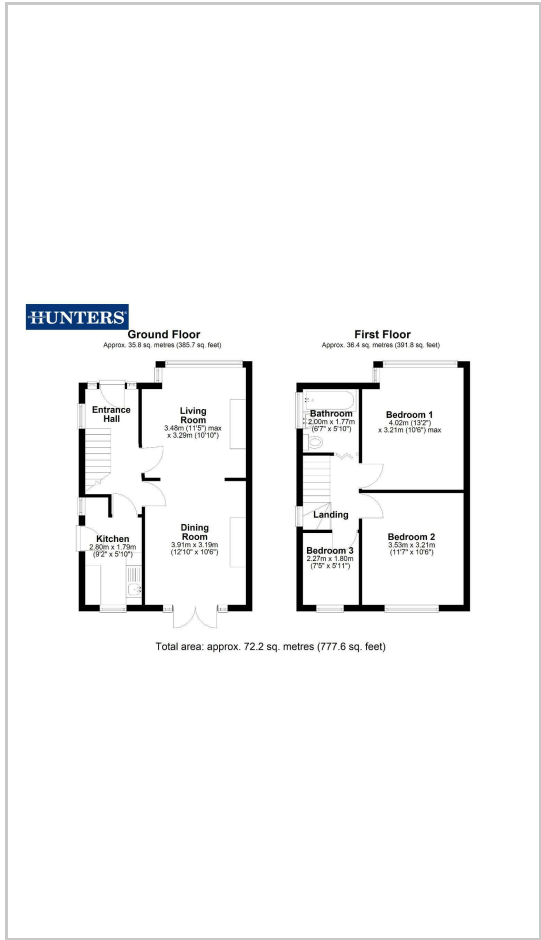 HUNTERS
Ground Floor
Approx. 35.8 sq. metres (385.7 sq. feet)
Entrance
Hall
Living
Room
3.48m (11'5") max
x 3.29m (10'10")
Kitchen
2.80m x 1.79m
(9'2" x 5'10")
Dining
Room
3.91m x 3.19m
(12'10" x 10'6")
First Floor
Approx. 36.4 sq. metres (391.8 sq. feet)
Bathroom
2.00m x 1.77m
(6'7" x 5'10")
Bedroom 1
4.02m (13'2")
x 3.21m (10'6") max
Landing
Bedroom 3
2.27m x 1.80m
(7'5" x 5'11")
Bedroom 2
3.53m x 3.21m
(11'7" x 10'6")
Total area: approx. 72.2 sq. metres (777.6 sq. feet)